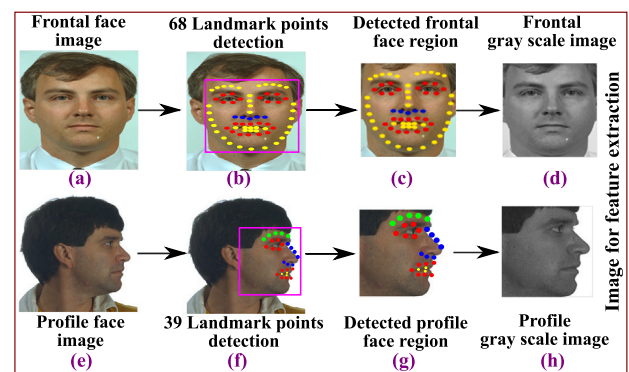 Frontal face
image
68 Landmark points
detection
Detected frontal
face region
Frontal
gray scale image
(a)
(b)
(c)
(d)
Profile face
image
39 Landmark points
detection
Detected profile
face region
Profile
gray scale image
(e)
(f)
(g)
(h)
Image for feature extraction